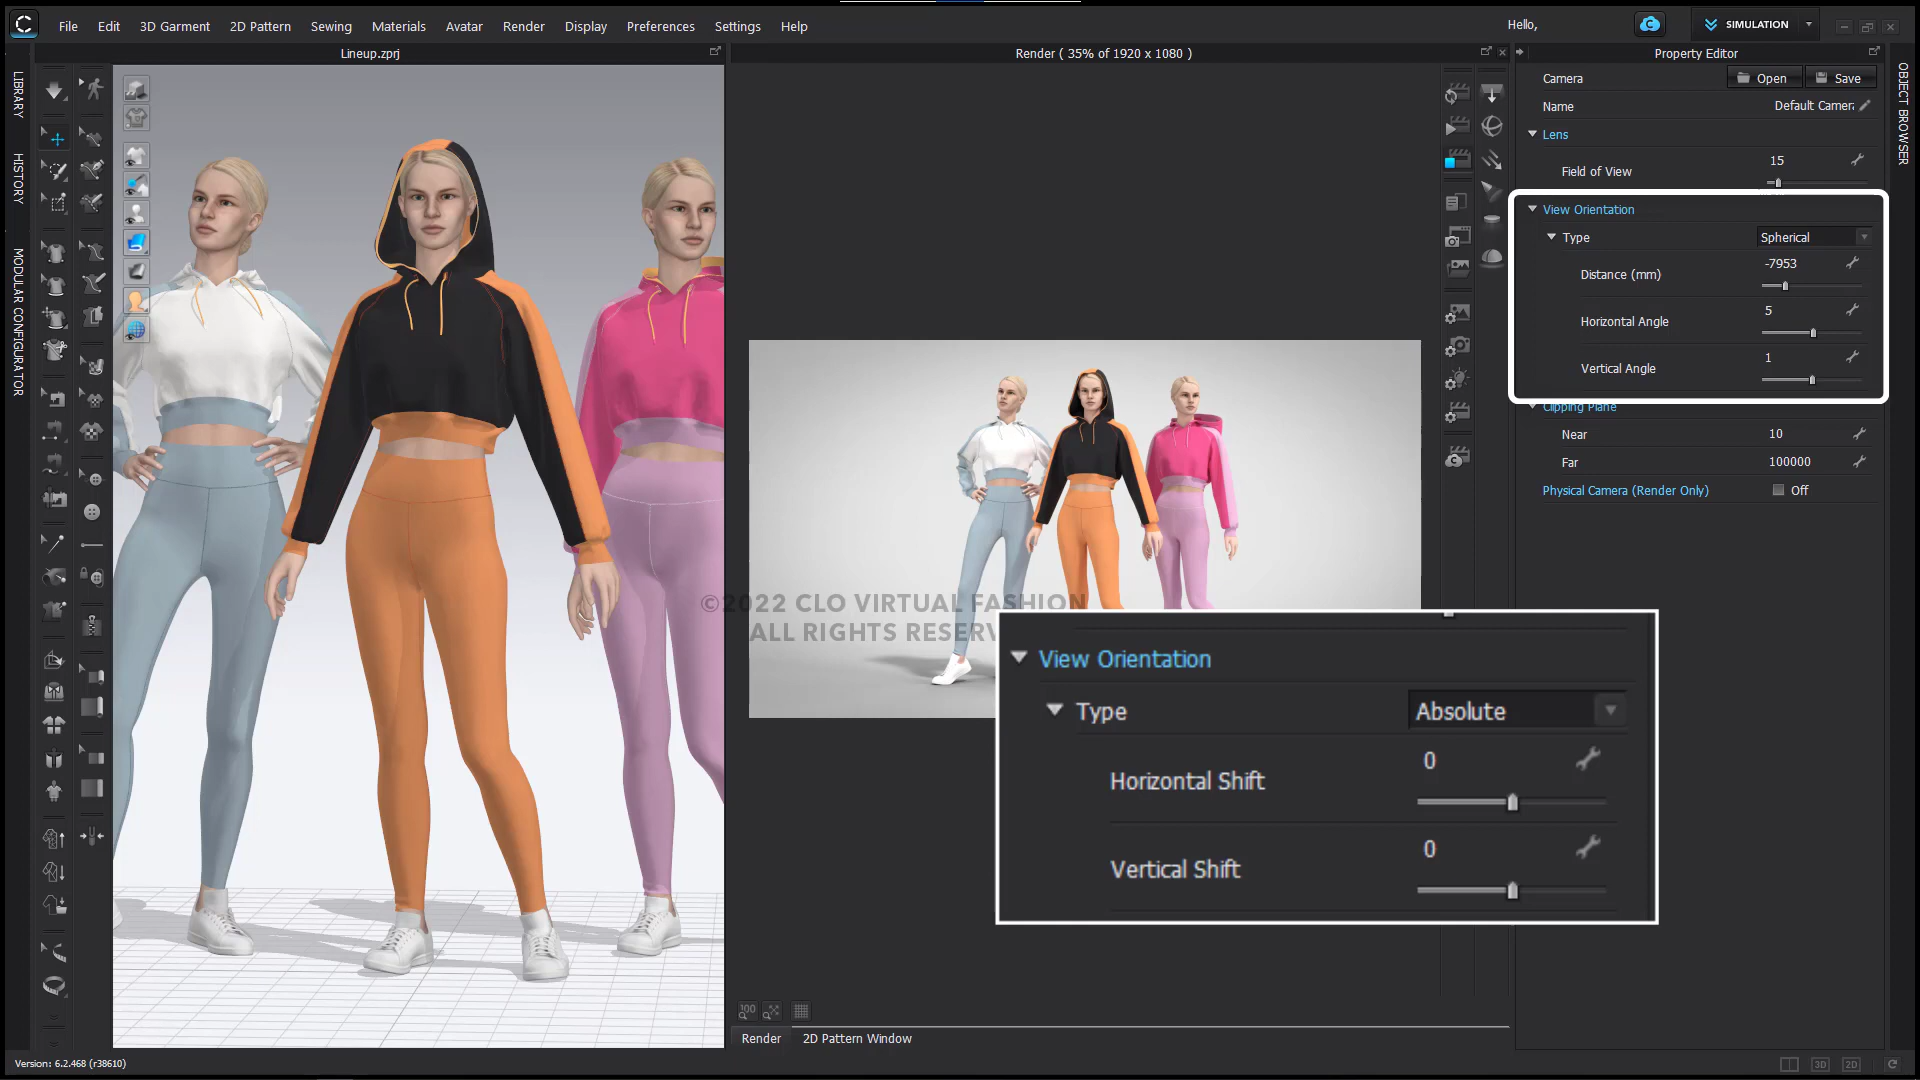 File Edit 3D Garment 2D Pattern Sewing Materials Avatar Render Display Preferences Settings Help
Hello,
SIMULATION
Lineup.zprj
Render ( 35% of 1920 x 1080 )
Property Editor
LIBRARY
HISTORY
MODULAR CONFIGURATOR
OBJECT BROWSER
Camera Open Save
Name Default Camera
Lens
Field of View 15
View Orientation
Type Spherical
Distance (mm) -7953
Horizontal Angle 5
Vertical Angle 1
Clipping Plane
Near 10
Far 100000
Physical Camera (Render Only) Off
©2022 CLO VIRTUAL FASHION
ALL RIGHTS RESERV
View Orientation
Type Absolute
Horizontal Shift 0
Vertical Shift 0
100
Render 2D Pattern Window
Version: 6.2.468 (r38610)
3D 2D